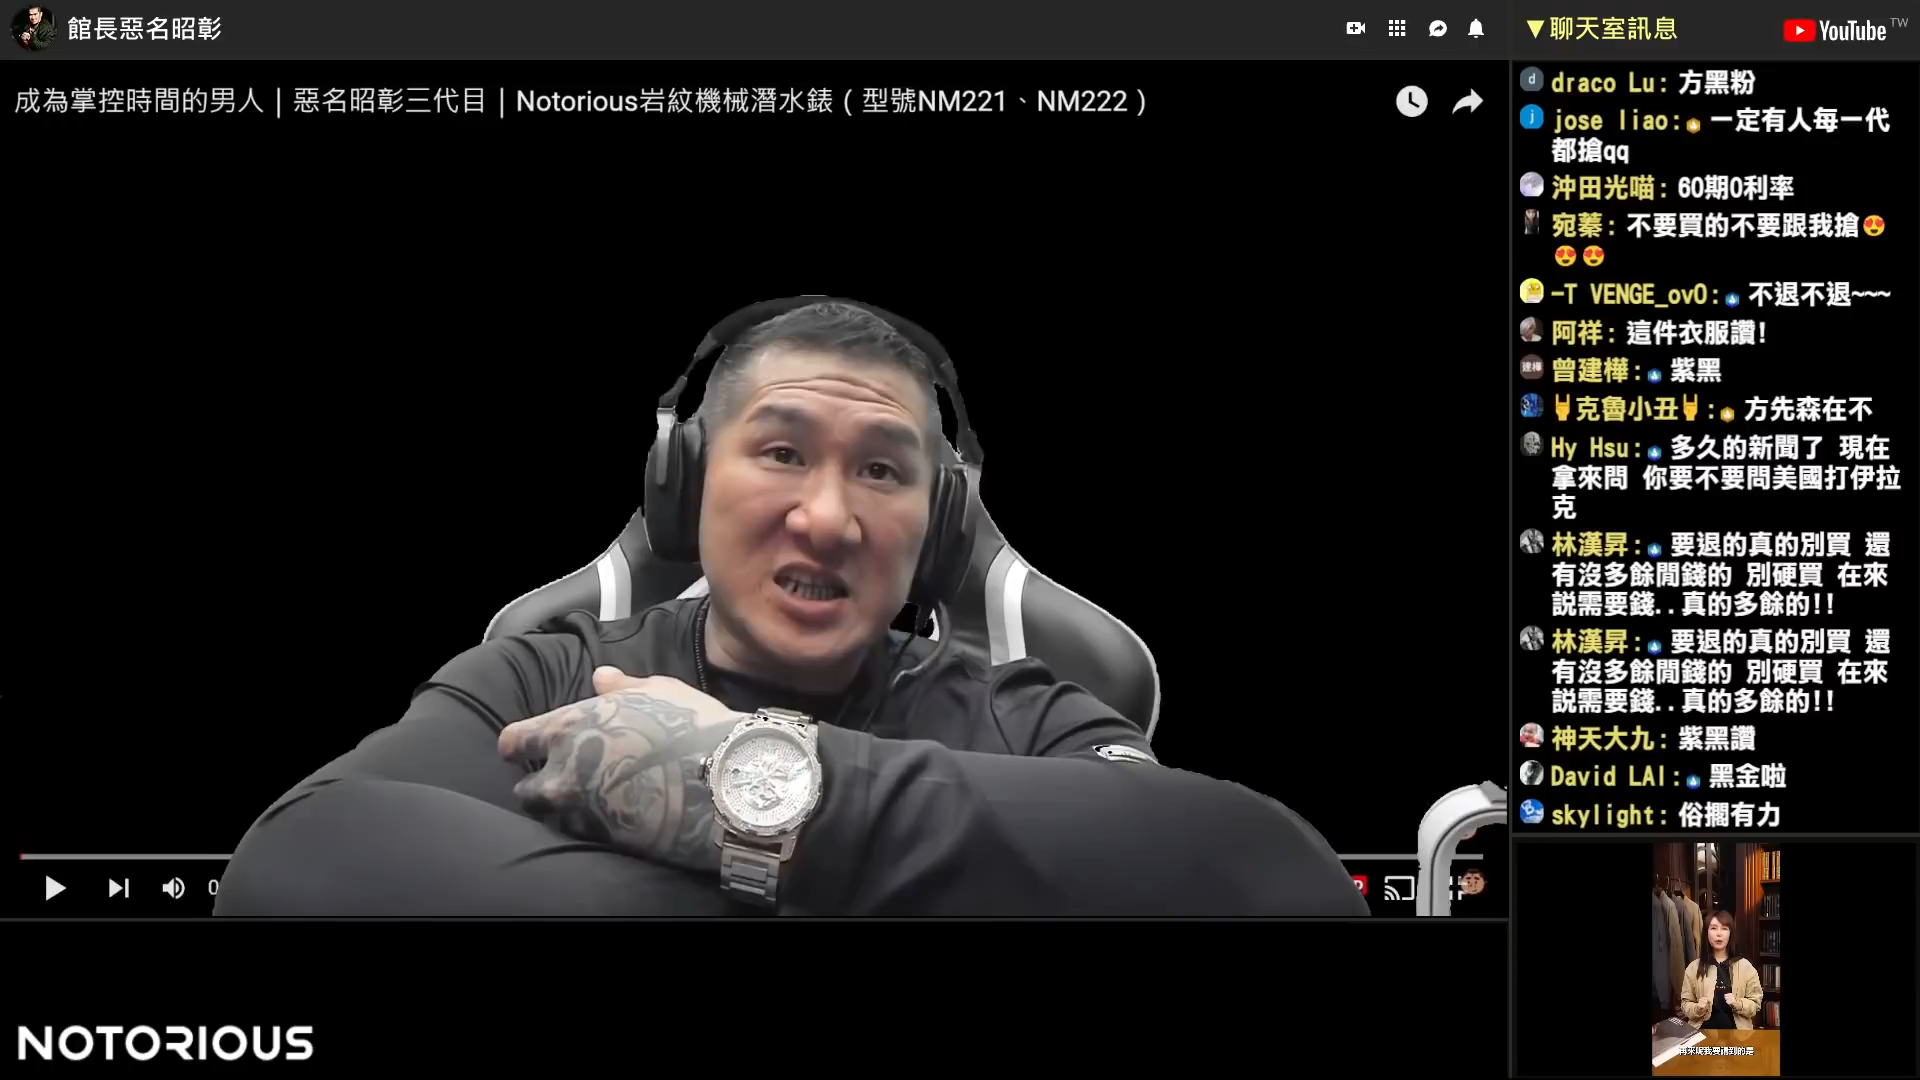 館長惡名昭彰
▼聊天室訊息
YouTube TW
成為掌控時間的男人｜惡名昭彰三代目｜Notorious岩紋機械潛水錶（型號NM221、NM222）
draco Lu: 方黑粉
jose liao: 一定有人每一代
都搶qq
沖田光喵: 60期0利率
宛蓁: 不要買的不要跟我搶😍
😍😍
-T VENGE_ovO: 不退不退~~~
阿祥: 這件衣服讚!
曾建樺: 紫黑
🤘克魯小丑🤘: 方先森在不
Hy Hsu: 多久的新聞了 現在
拿來問 你要不要問美國打伊拉
克
林漢昇: 要退的真的別買 還
有沒多餘閒錢的 別硬買 在來
説需要錢..真的多餘的!!
林漢昇: 要退的真的別買 還
有沒多餘閒錢的 別硬買 在來
説需要錢..真的多餘的!!
神天大九: 紫黑讚
David LAI: 黑金啦
skylight: 俗擱有力
再來呢我要講到的是
NOTORIOUS